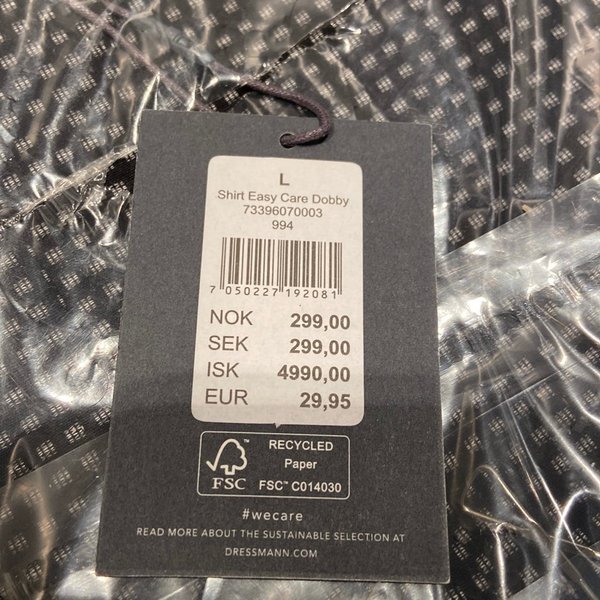 L
Shirt Easy Care Dobby
73396070003
994
7 050227 192081
NOK 299,00
SEK 299,00
ISK 4990,00
EUR 29,95
RECYCLED
Paper
FSC™ C014030
FSC
#wecare
READ MORE ABOUT THE SUSTAINABLE SELECTION AT
DRESSMANN.COM